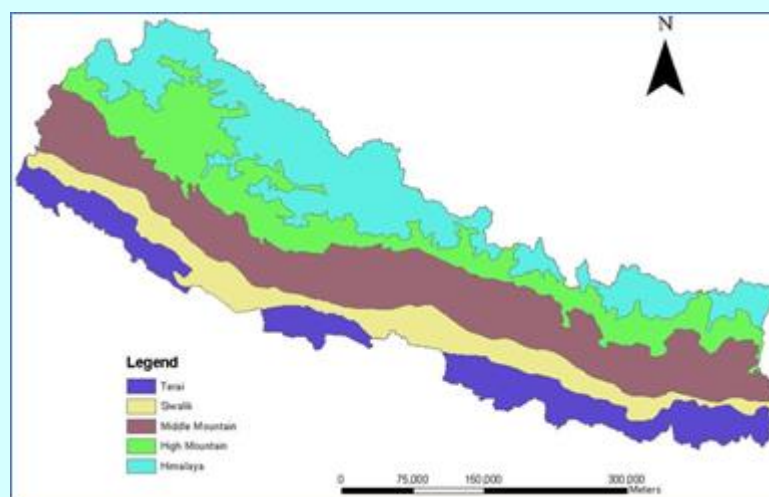 N
Legend
Terai
Siwalik
Middle Mountain
High Mountain
Himalaya
0 75,000 150,000 300,000
Meters